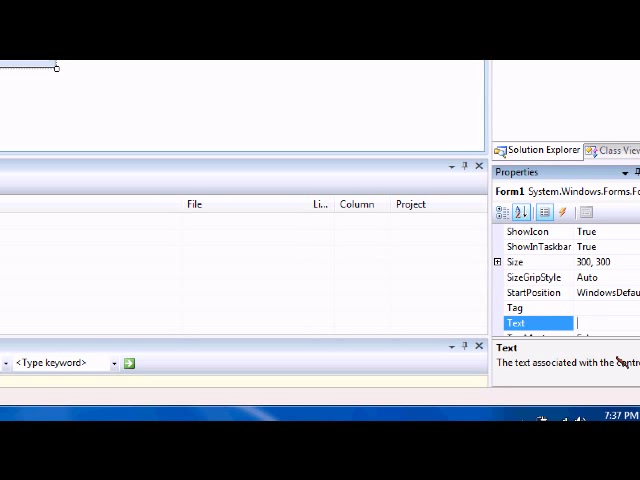 Solution Explorer
Class View
Properties
Form1 System.Windows.Forms.Fo
File
Li...
Column
Project
ShowIcon True
ShowInTaskbar True
Size 300, 300
SizeGripStyle Auto
StartPosition WindowsDefau
Tag
Text
Text
The text associated with the contro
<Type keyword>
7:37 PM